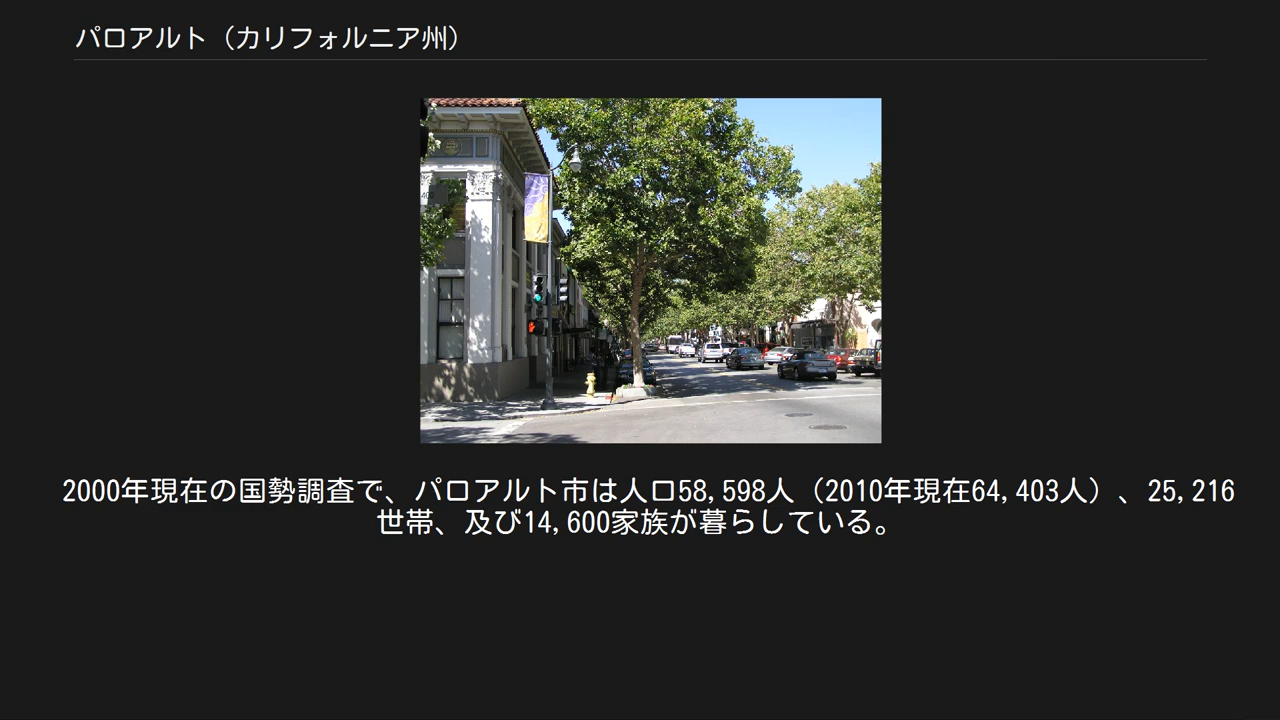 パロアルト（カリフォルニア州）
2000年現在の国勢調査で、パロアルト市は人口58,598人（2010年現在64,403人）、25,216
世帯、及び14,600家族が暮らしている。